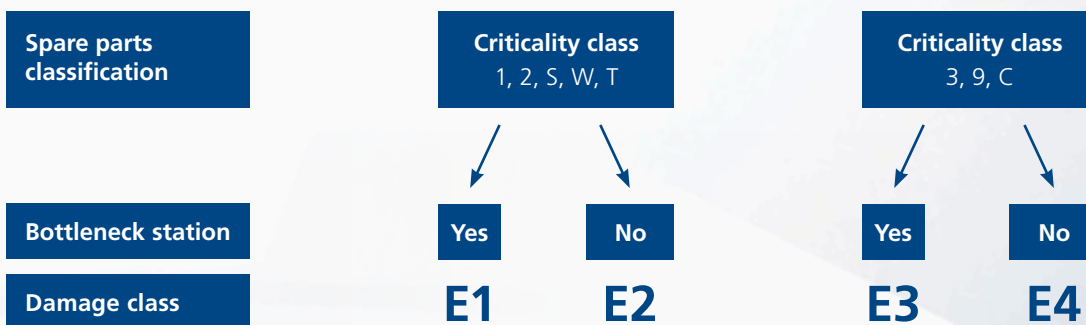 Spare parts
classification
Criticality class
1, 2, S, W, T
Criticality class
3, 9, C
Bottleneck station
Yes
No
Yes
No
Damage class
E1
E2
E3
E4